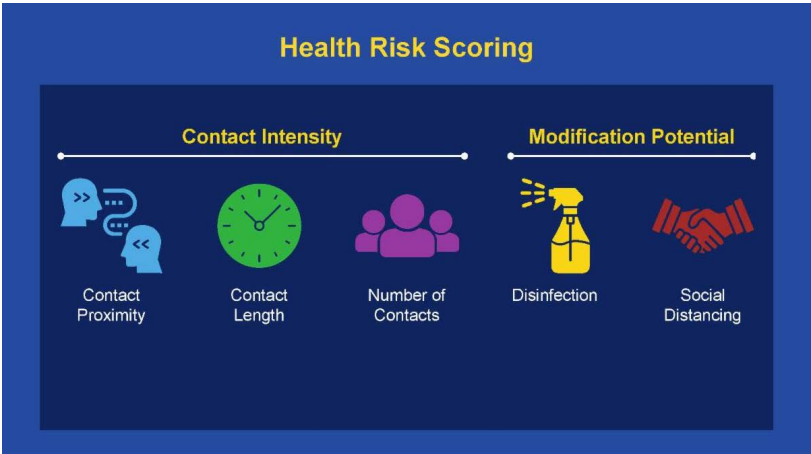 Health Risk Scoring
Contact Intensity
Modification Potential
Contact
Proximity
Contact
Length
Number of
Contacts
Disinfection
Social
Distancing